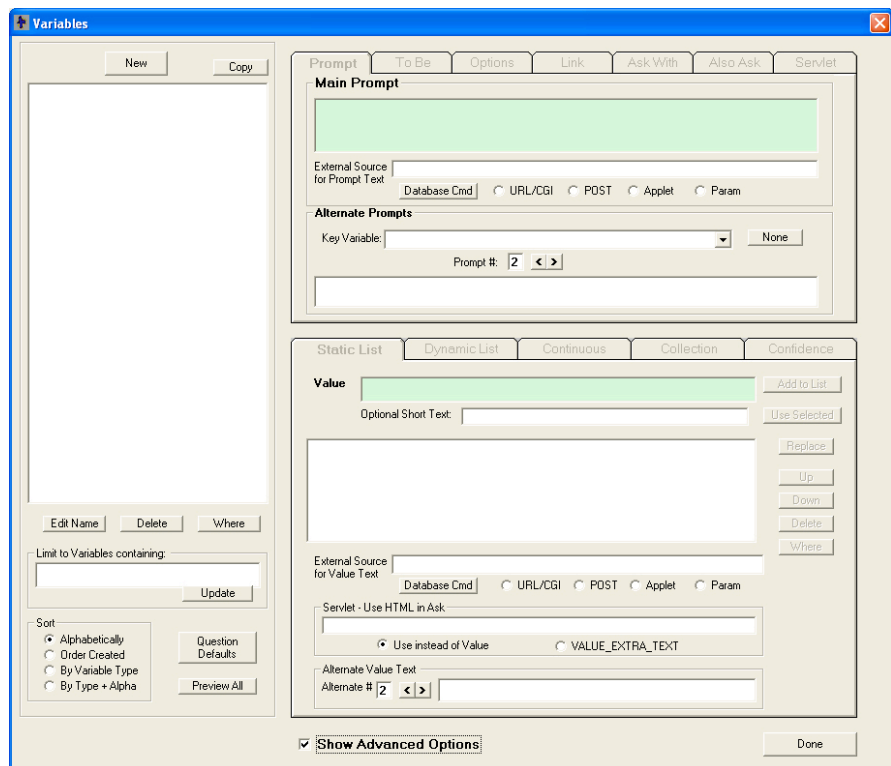 Variables
New
Copy
Prompt To Be Options Link Ask With Also Ask Servlet
Main Prompt
External Source
for Prompt Text
Database Cmd URL/CGI POST Applet Param
Alternate Prompts
Key Variable: None
Prompt #: 2 < >
Static List Dynamic List Continuous Collection Confidence
Value Add to List
Optional Short Text: Use Selected
Replace
Up
Down
Delete
Where
Edit Name Delete Where
Limit to Variables containing:
Update
Sort
Alphabetically
Order Created
By Variable Type
By Type + Alpha
Question
Defaults
Preview All
External Source
for Value Text
Database Cmd URL/CGI POST Applet Param
Servlet - Use HTML in Ask
Use instead of Value VALUE_EXTRA_TEXT
Alternate Value Text
Alternate # 2 < >
Show Advanced Options Done